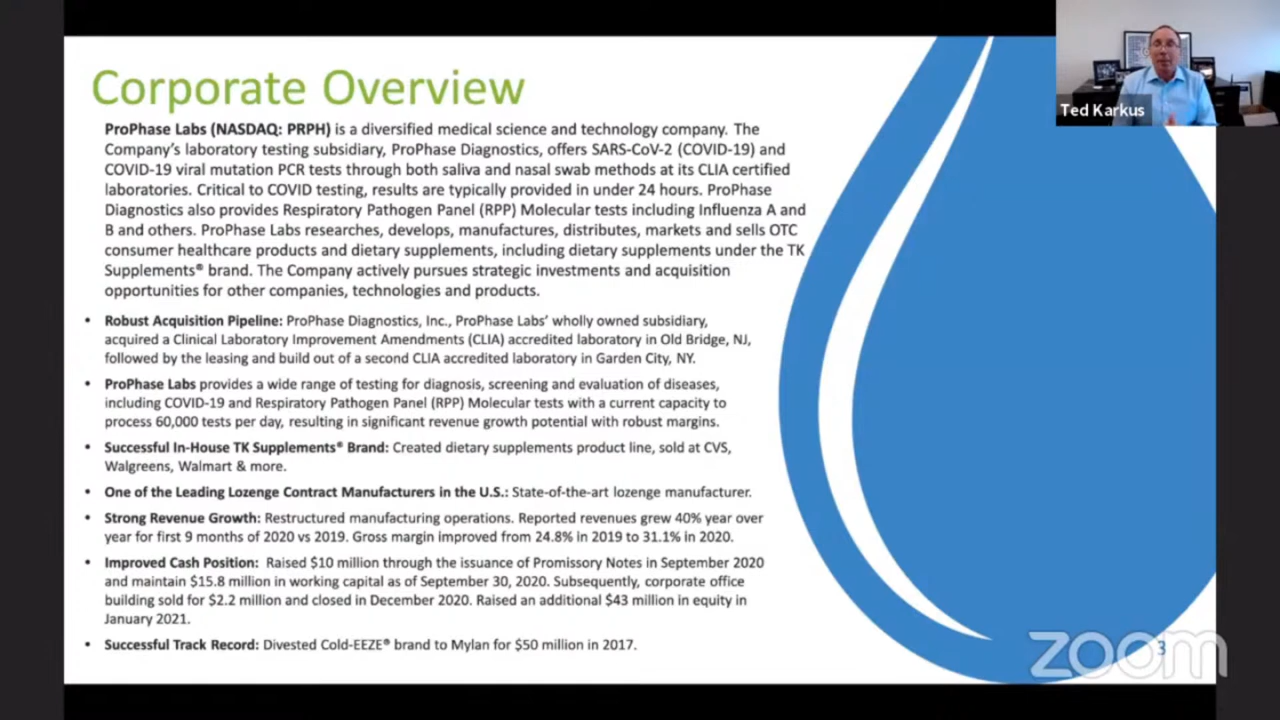 Corporate Overview
Ted Karkus
ProPhase Labs (NASDAQ: PRPH) is a diversified medical science and technology company. The
Company's laboratory testing subsidiary, ProPhase Diagnostics, offers SARS-CoV-2 (COVID-19) and
COVID-19 viral mutation PCR tests through both saliva and nasal swab methods at its CLIA certified
laboratories. Critical to COVID testing, results are typically provided in under 24 hours. ProPhase
Diagnostics also provides Respiratory Pathogen Panel (RPP) Molecular tests including Influenza A and
B and others. ProPhase Labs researches, develops, manufactures, distributes, markets and sells OTC
consumer healthcare products and dietary supplements, including dietary supplements under the TK
Supplements® brand. The Company actively pursues strategic investments and acquisition
opportunities for other companies, technologies and products.
• Robust Acquisition Pipeline: ProPhase Diagnostics, Inc., ProPhase Labs' wholly owned subsidiary,
acquired a Clinical Laboratory Improvement Amendments (CLIA) accredited laboratory in Old Bridge, NJ,
followed by the leasing and build out of a second CLIA accredited laboratory in Garden City, NY.
• ProPhase Labs provides a wide range of testing for diagnosis, screening and evaluation of diseases,
including COVID-19 and Respiratory Pathogen Panel (RPP) Molecular tests with a current capacity to
process 60,000 tests per day, resulting in significant revenue growth potential with robust margins.
• Successful In-House TK Supplements® Brand: Created dietary supplements product line, sold at CVS,
Walgreens, Walmart & more.
• One of the Leading Lozenge Contract Manufacturers in the U.S.: State-of-the-art lozenge manufacturer.
• Strong Revenue Growth: Restructured manufacturing operations. Reported revenues grew 40% year over
year for first 9 months of 2020 vs 2019. Gross margin improved from 24.8% in 2019 to 31.1% in 2020.
• Improved Cash Position: Raised $10 million through the issuance of Promissory Notes in September 2020
and maintain $15.8 million in working capital as of September 30, 2020. Subsequently, corporate office
building sold for $2.2 million and closed in December 2020. Raised an additional $43 million in equity in
January 2021.
• Successful Track Record: Divested Cold-EEZE® brand to Mylan for $50 million in 2017.
zoom
3